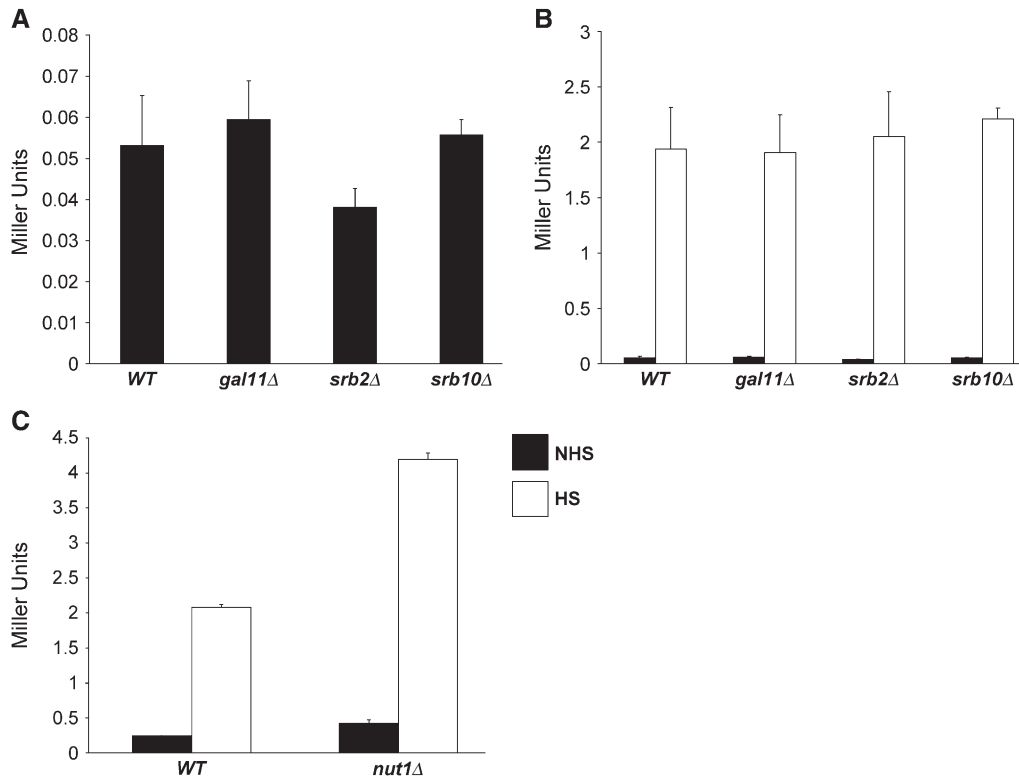 A
Miller Units
0.08
0.07
0.06
0.05
0.04
0.03
0.02
0.01
0
WT gal11Δ srb2Δ srb10Δ
B
Miller Units
3
2.5
2
1.5
1
0.5
0
WT gal11Δ srb2Δ srb10Δ
C
Miller Units
4.5
4
3.5
3
2.5
2
1.5
1
0.5
0
WT nut1Δ
NHS
HS